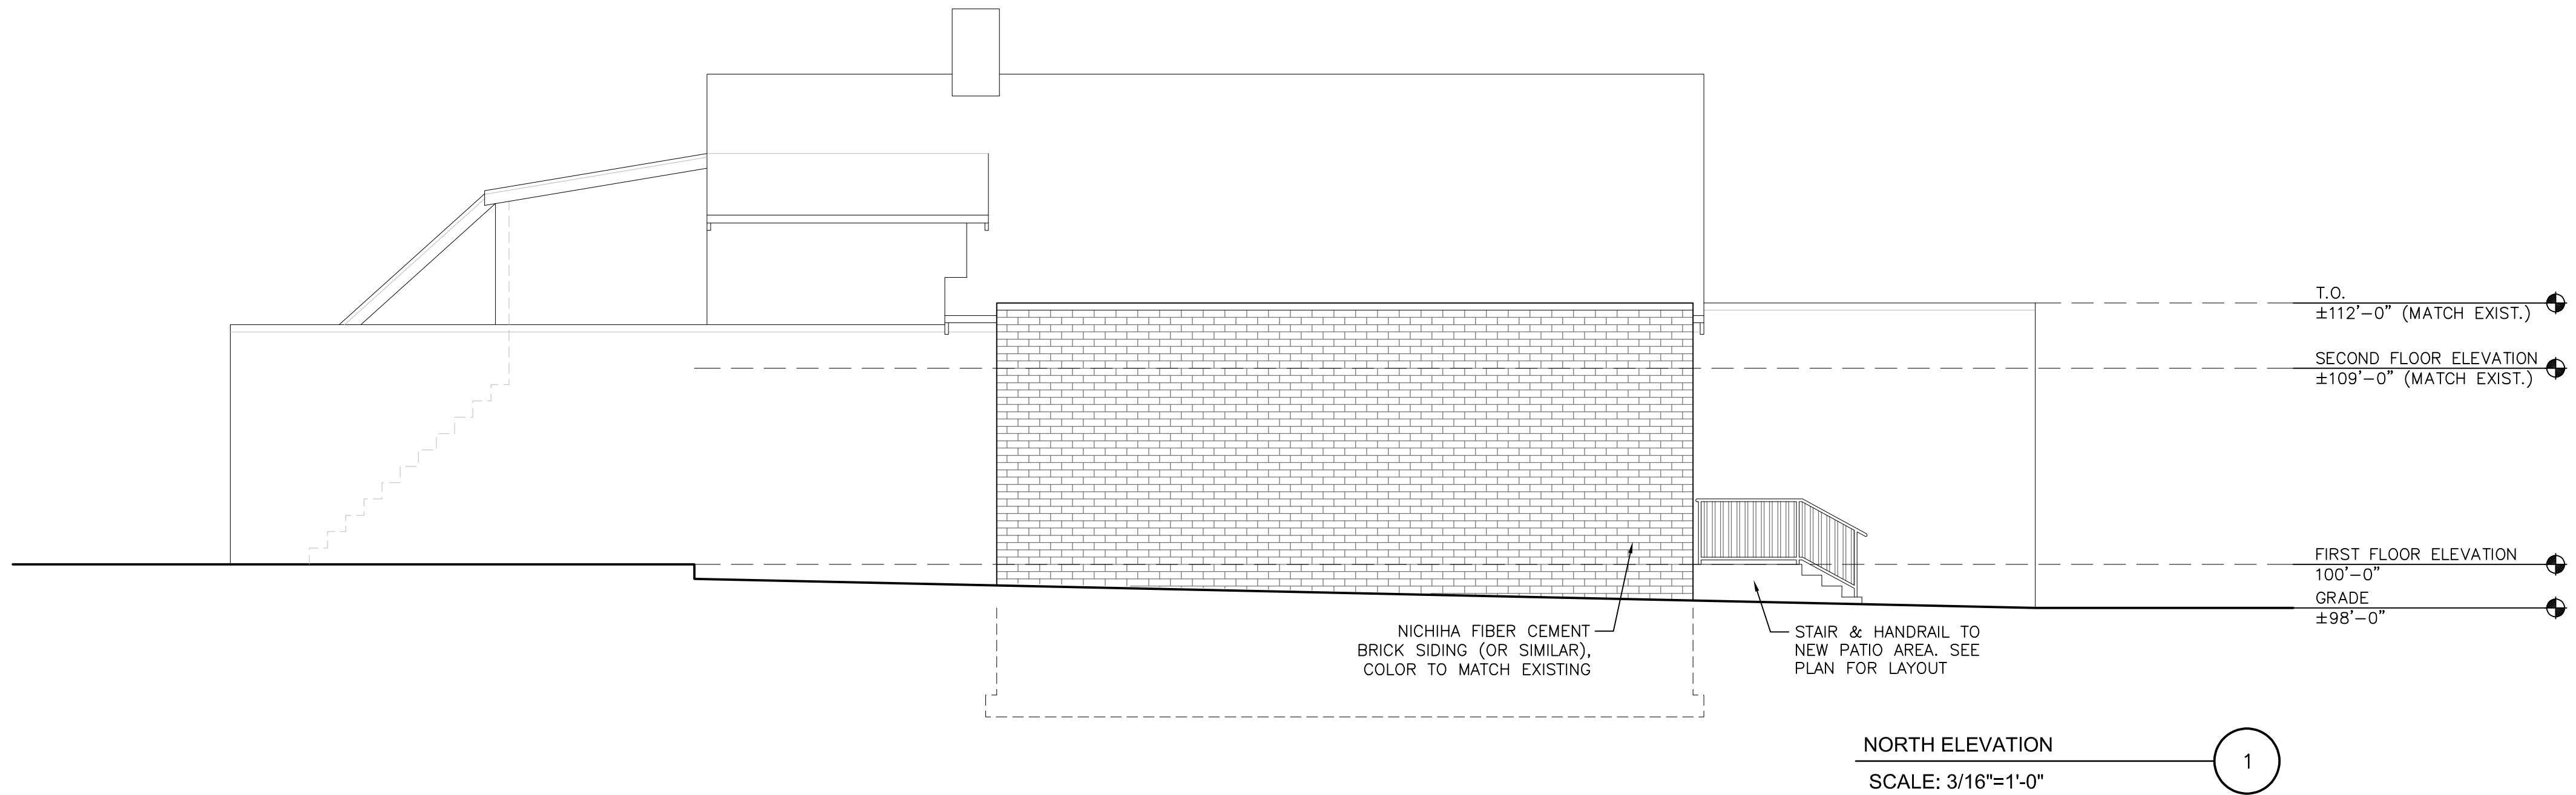 T.O.
±112'-0" (MATCH EXIST.)
SECOND FLOOR ELEVATION
±109'-0" (MATCH EXIST.)
FIRST FLOOR ELEVATION
100'-0"
GRADE
±98'-0"
NICHIHA FIBER CEMENT
BRICK SIDING (OR SIMILAR),
COLOR TO MATCH EXISTING
STAIR & HANDRAIL TO
NEW PATIO AREA. SEE
PLAN FOR LAYOUT
NORTH ELEVATION
SCALE: 3/16"=1'-0"
1